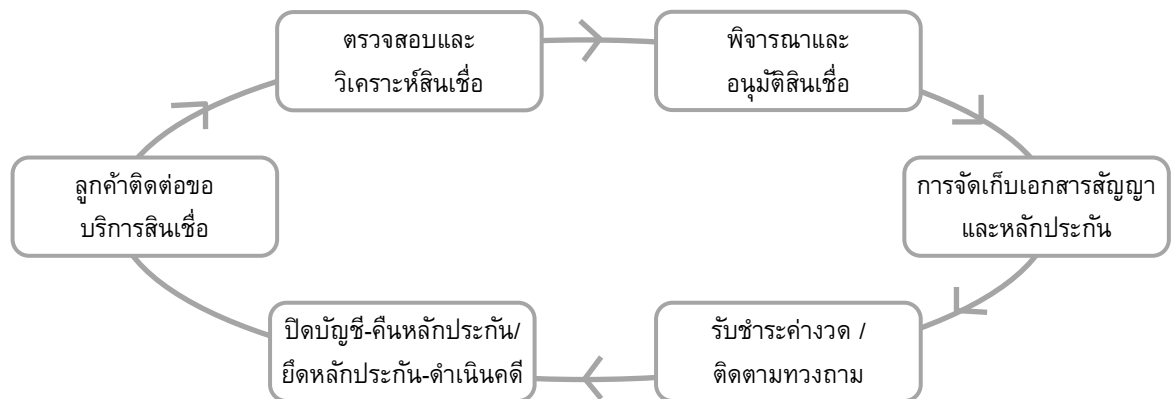 ตรวจสอบและ
วิเคราะห์สินเชื่อ
พิจารณาและ
อนุมัติสินเชื่อ
ลูกค้าติดต่อขอ
บริการสินเชื่อ
การจัดเก็บเอกสารสัญญา
และหลักประกัน
ปิดบัญชี-คืนหลักประกัน/
ยึดหลักประกัน-ดำเนินคดี
รับชำระค่างวด /
ติดตามทวงถาม